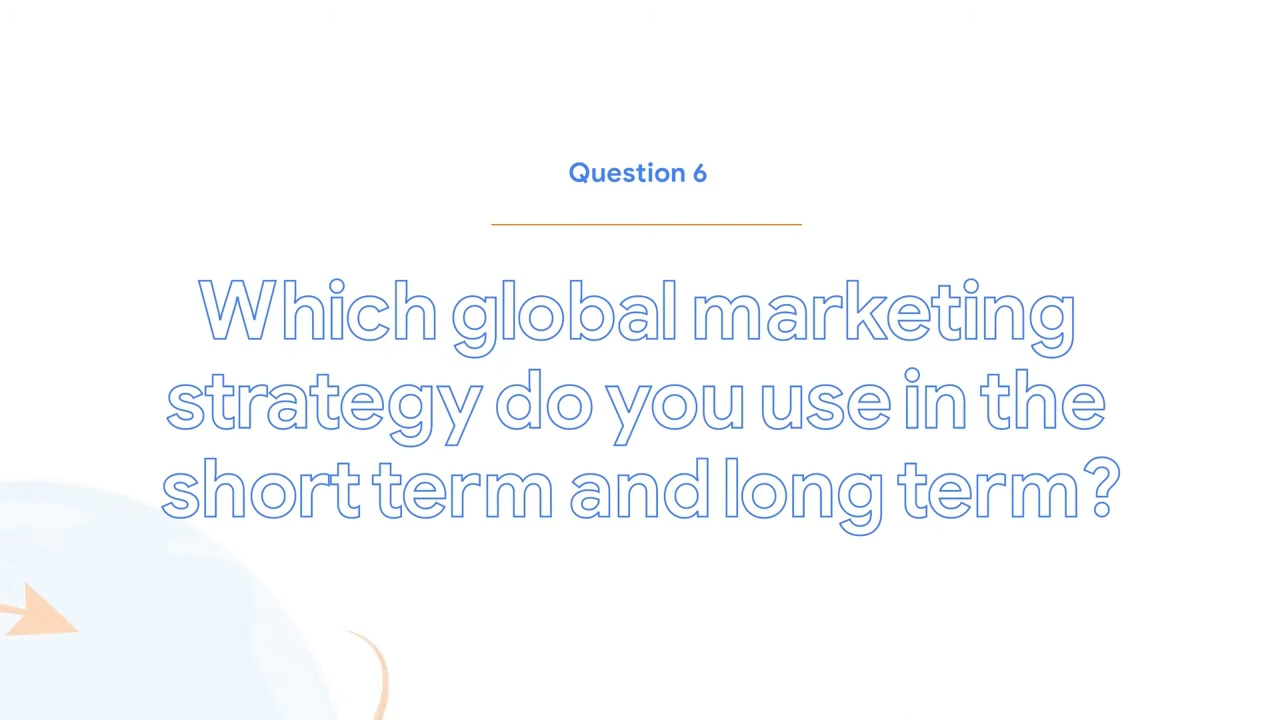 Question 6
Which global marketing
strategy do you use in the
short term and long term?